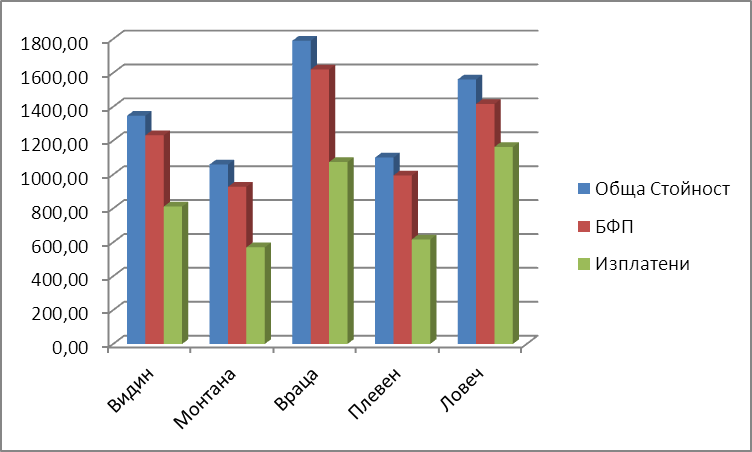 1800,00
1600,00
1400,00
1200,00
1000,00
800,00
600,00
400,00
200,00
0,00
Видин
Монтана
Враца
Плевен
Ловеч
Обща Стойност
БФП
Изплатени